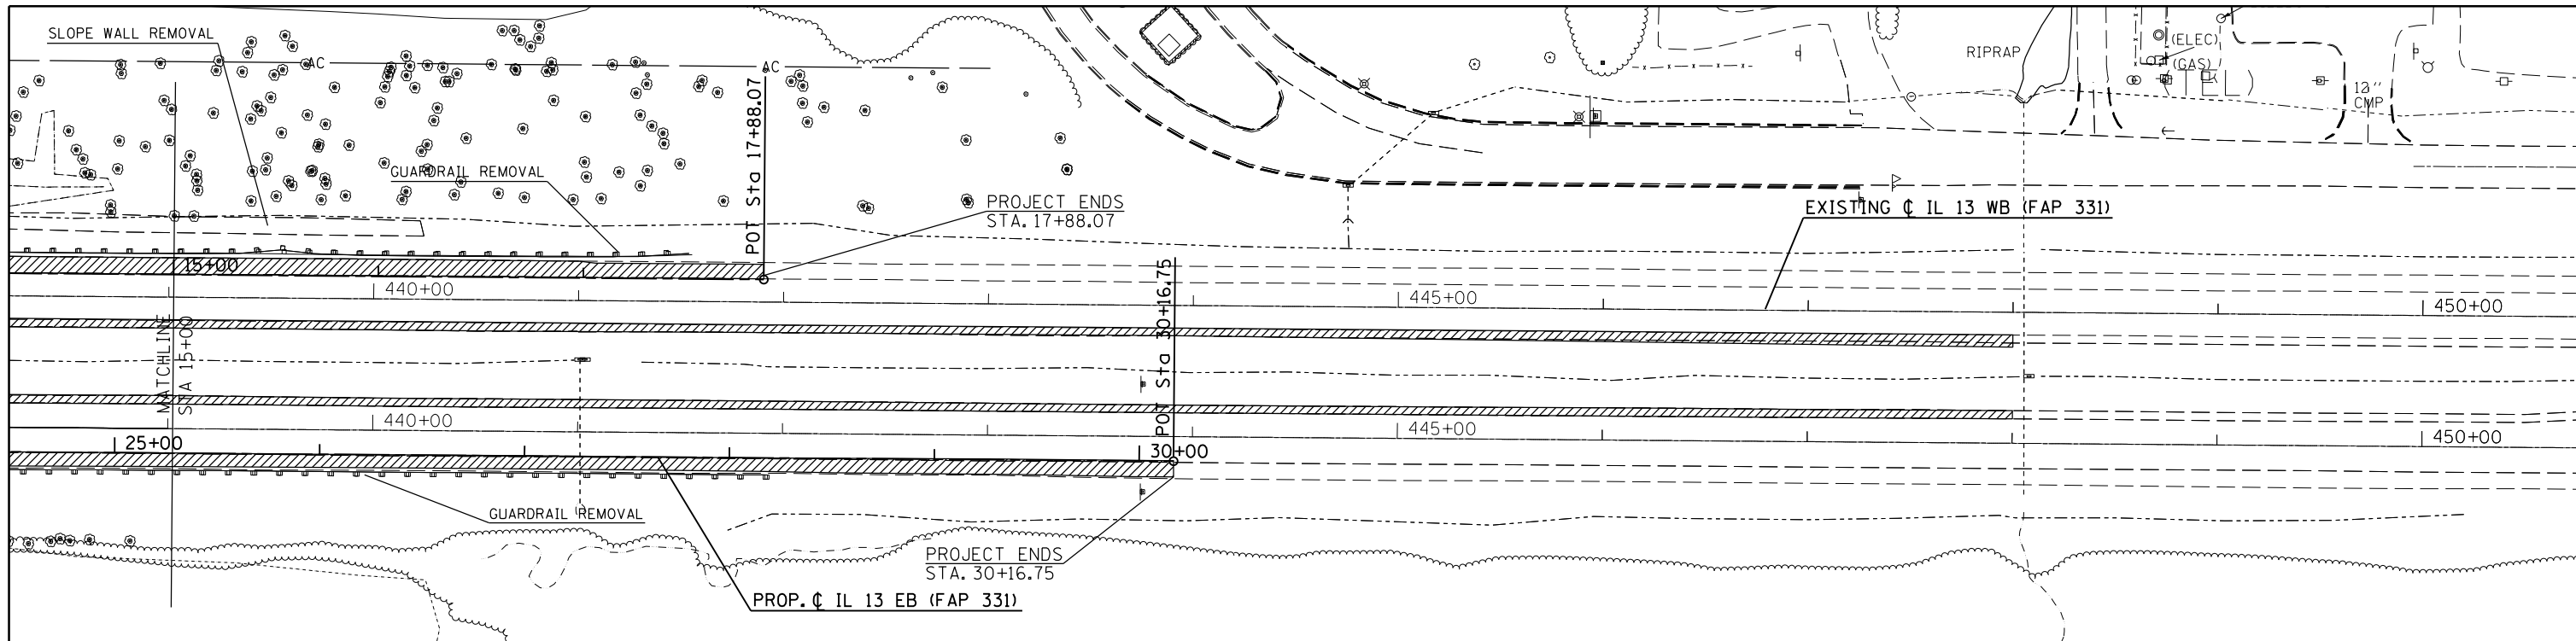 SLOPE WALL REMOVAL
AC
AC
RIPRAP
(ELEC)
(GAS)
(TEL)
12"
CMP
GUARDRAIL REMOVAL
POT Sta 17+88.07
PROJECT ENDS
STA. 17+88.07
EXISTING ℄ IL 13 WB (FAP 331)
15+00
440+00
445+00
450+00
MATCHLINE
STA 15+00
POT Sta 30+16.75
440+00
445+00
450+00
25+00
30+00
GUARDRAIL REMOVAL
PROJECT ENDS
STA. 30+16.75
PROP. ℄ IL 13 EB (FAP 331)